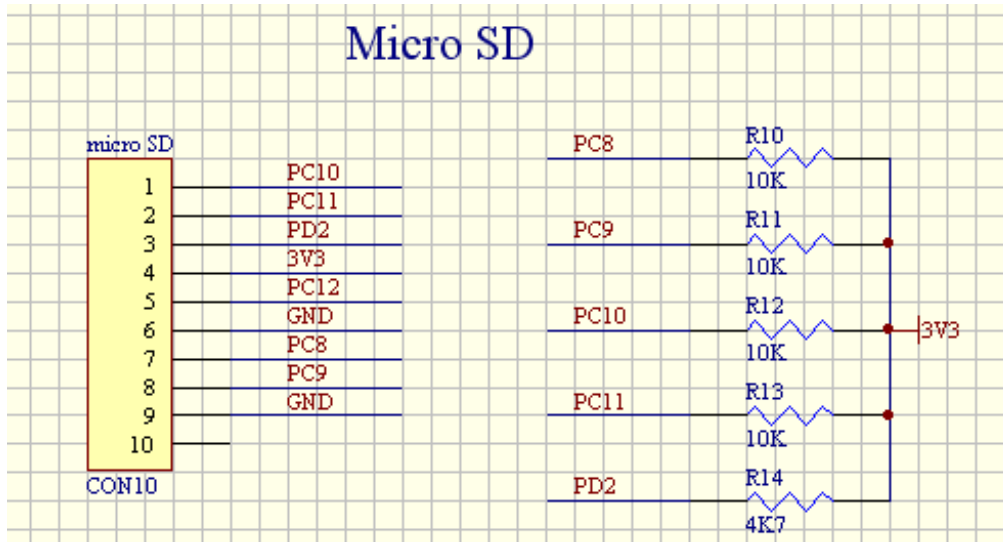 Micro SD
micro SD
1 PC10
2 PC11
3 PD2
4 3V3
5 PC12
6 GND
7 PC8
8 PC9
9 GND
10
CON10
PC8 R10
10K
PC9 R11
10K
PC10 R12
10K
3V3
PC11 R13
10K
PD2 R14
4K7